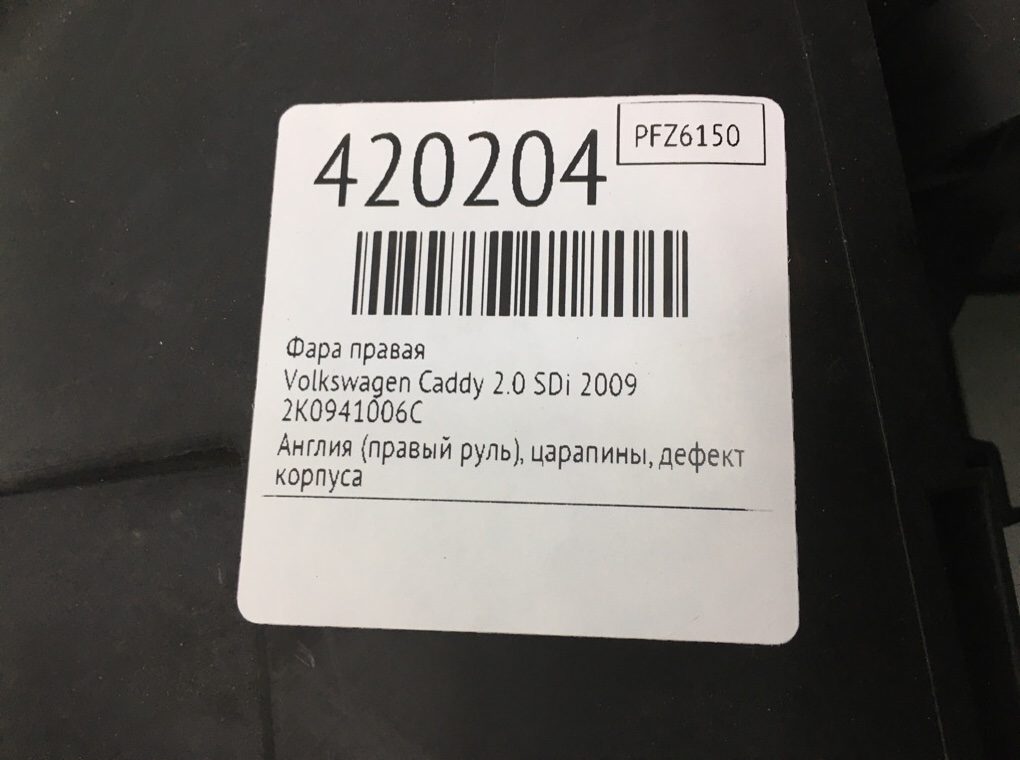 420204
PFZ6150
Фара правая
Volkswagen Caddy 2.0 SDi 2009
2K0941006C
Англия (правый руль), царапины, дефект
корпуса